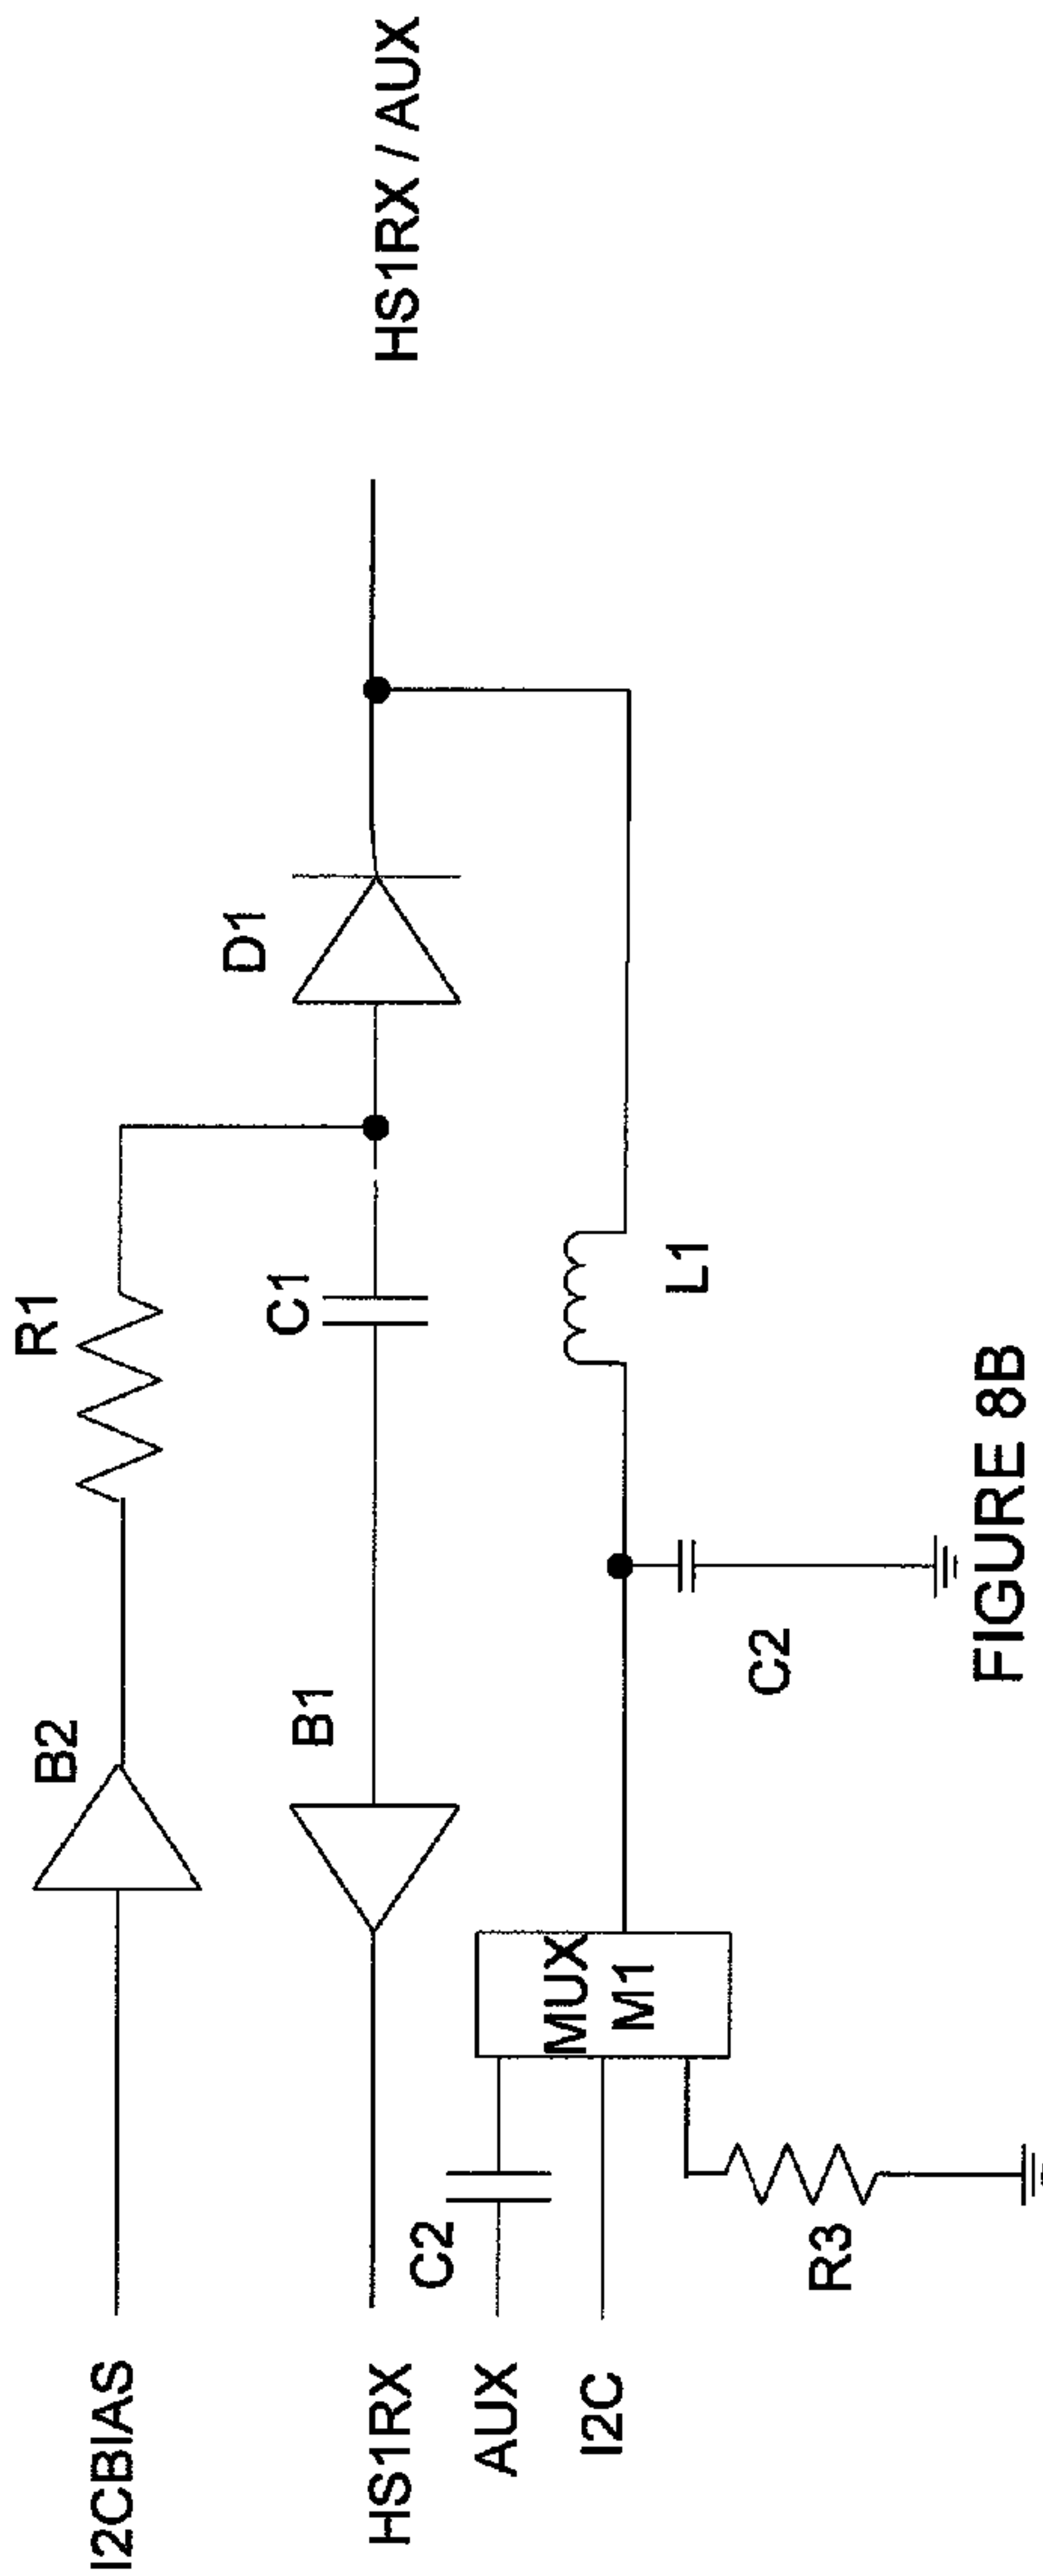 R1
B2
I2CBIAS
D1
C1
B1
HS1RX
HS1RX / AUX
L1
C2
MUX
M1
C2
AUX
I2C
R3
FIGURE 8B